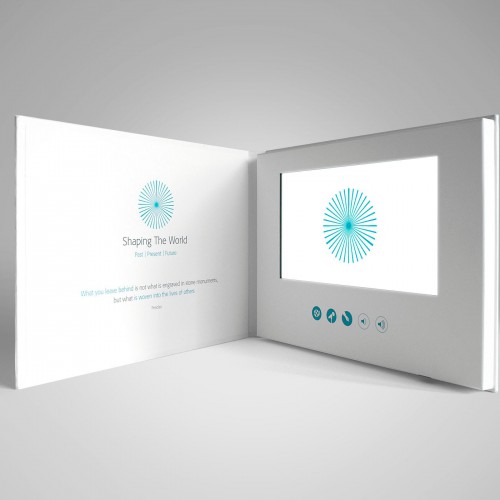 Shaping The World
Past | Present | Future
What you leave behind is not what is engraved in stone monuments,
but what is woven into the lives of others.
Pericles